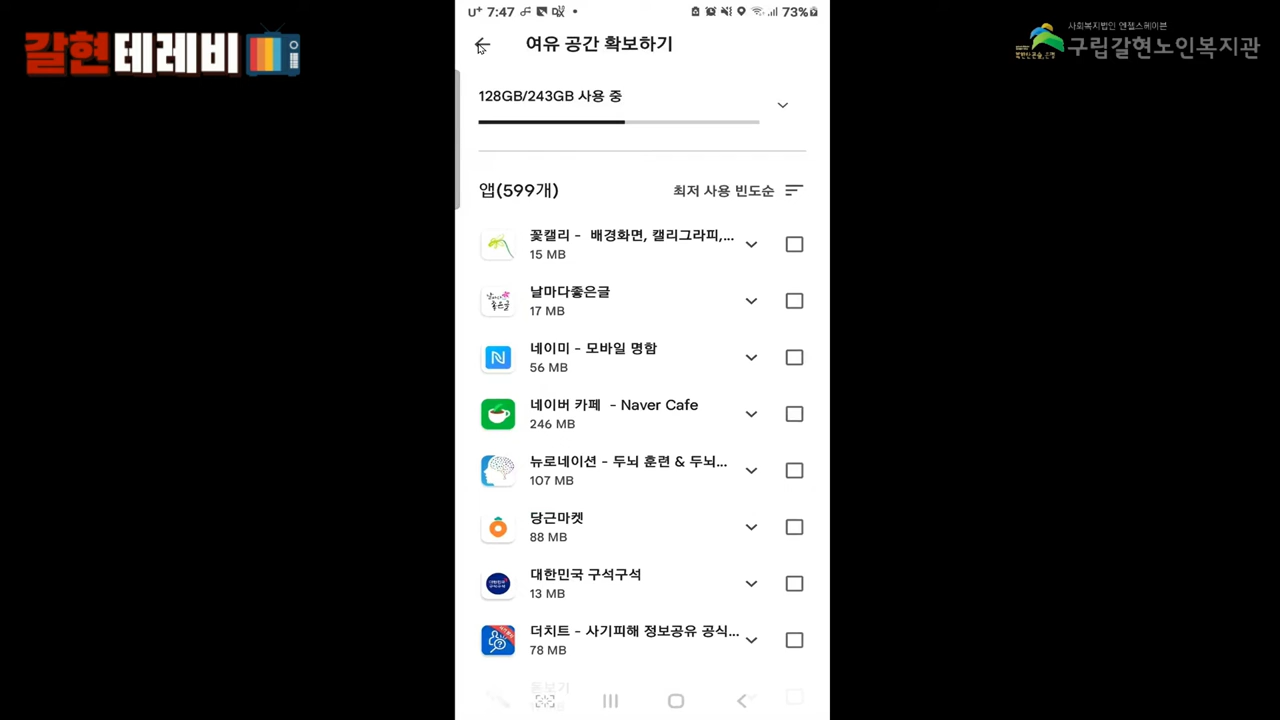 갈현테레비
사회복지법인 엔젤스헤이븐
구립갈현노인복지관
U+ 7:47
73%
여유 공간 확보하기
128GB/243GB 사용 중
앱(599개)
최저 사용 빈도순
꽃캘리 - 배경화면, 캘리그라피,...
15 MB
날마다좋은글
17 MB
네이미 - 모바일 명함
56 MB
네이버 카페 - Naver Cafe
246 MB
뉴로네이션 - 두뇌 훈련 & 두뇌...
107 MB
당근마켓
88 MB
대한민국 구석구석
13 MB
더치트 - 사기피해 정보공유 공식...
78 MB
돋보기